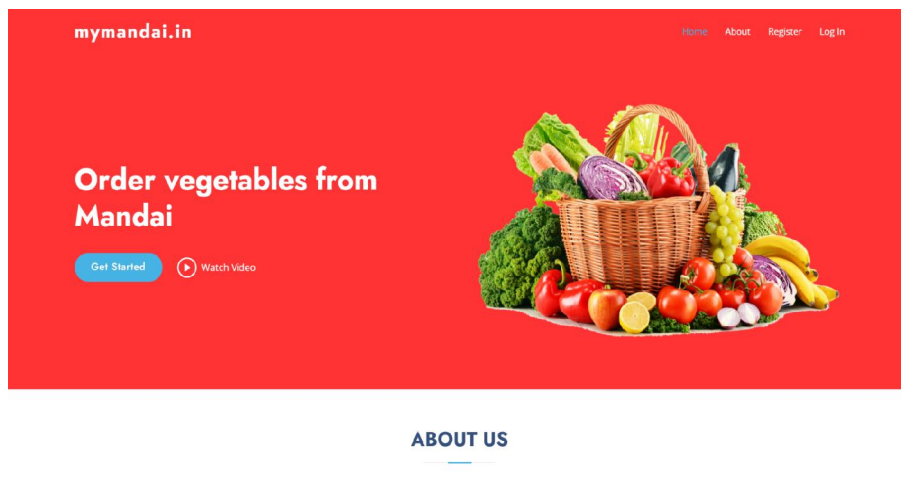 mymandai.in
Home About Register Log In
Order vegetables from
Mandai
Get Started Watch Video
ABOUT US